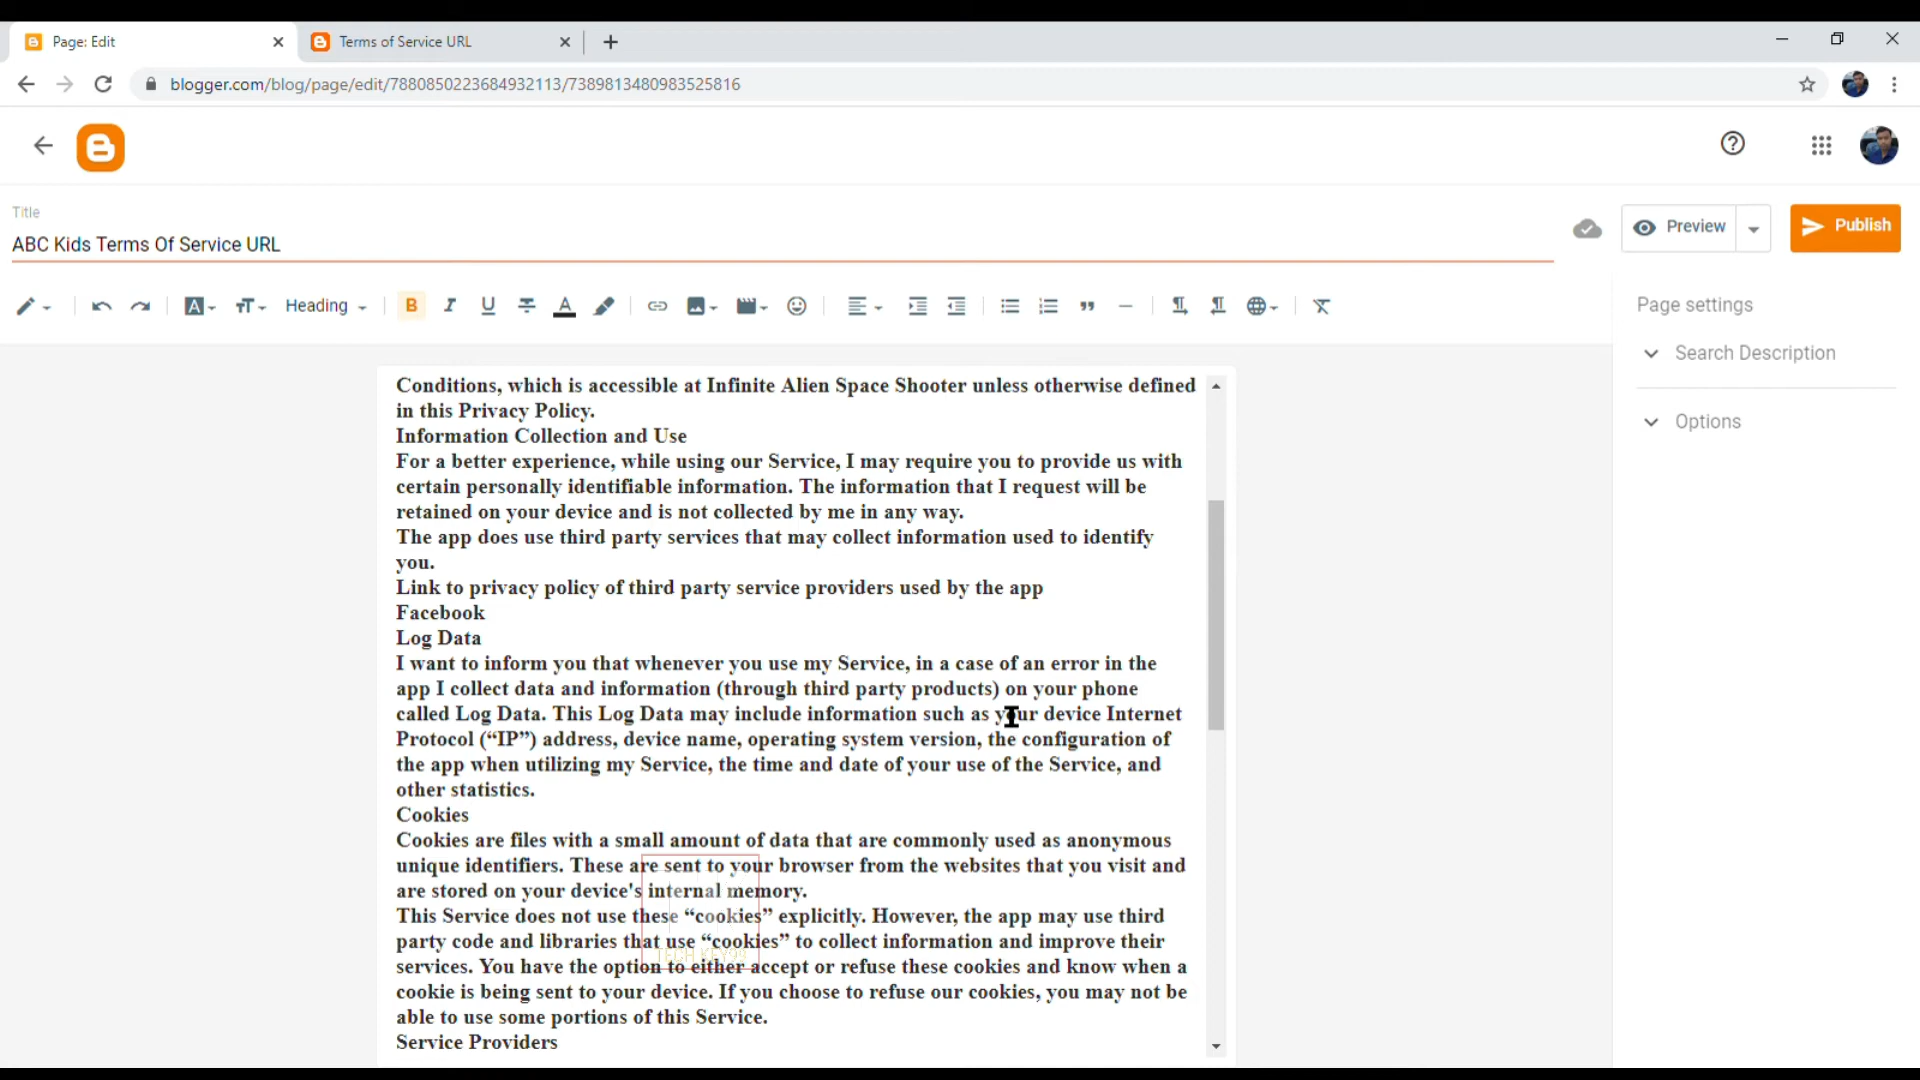 Page: Edit
Terms of Service URL
blogger.com/blog/page/edit/7880850223684932113/7389813480983525816
Title
ABC Kids Terms Of Service URL
Preview
Publish
Heading
B
Page settings
Search Description
Options
Conditions, which is accessible at Infinite Alien Space Shooter unless otherwise defined
in this Privacy Policy.
Information Collection and Use
For a better experience, while using our Service, I may require you to provide us with
certain personally identifiable information. The information that I request will be
retained on your device and is not collected by me in any way.
The app does use third party services that may collect information used to identify
you.
Link to privacy policy of third party service providers used by the app
Facebook
Log Data
I want to inform you that whenever you use my Service, in a case of an error in the
app I collect data and information (through third party products) on your phone
called Log Data. This Log Data may include information such as your device Internet
Protocol (“IP”) address, device name, operating system version, the configuration of
the app when utilizing my Service, the time and date of your use of the Service, and
other statistics.
Cookies
Cookies are files with a small amount of data that are commonly used as anonymous
unique identifiers. These are sent to your browser from the websites that you visit and
are stored on your device's internal memory.
This Service does not use these “cookies” explicitly. However, the app may use third
party code and libraries that use “cookies” to collect information and improve their
services. You have the option to either accept or refuse these cookies and know when a
cookie is being sent to your device. If you choose to refuse our cookies, you may not be
able to use some portions of this Service.
Service Providers